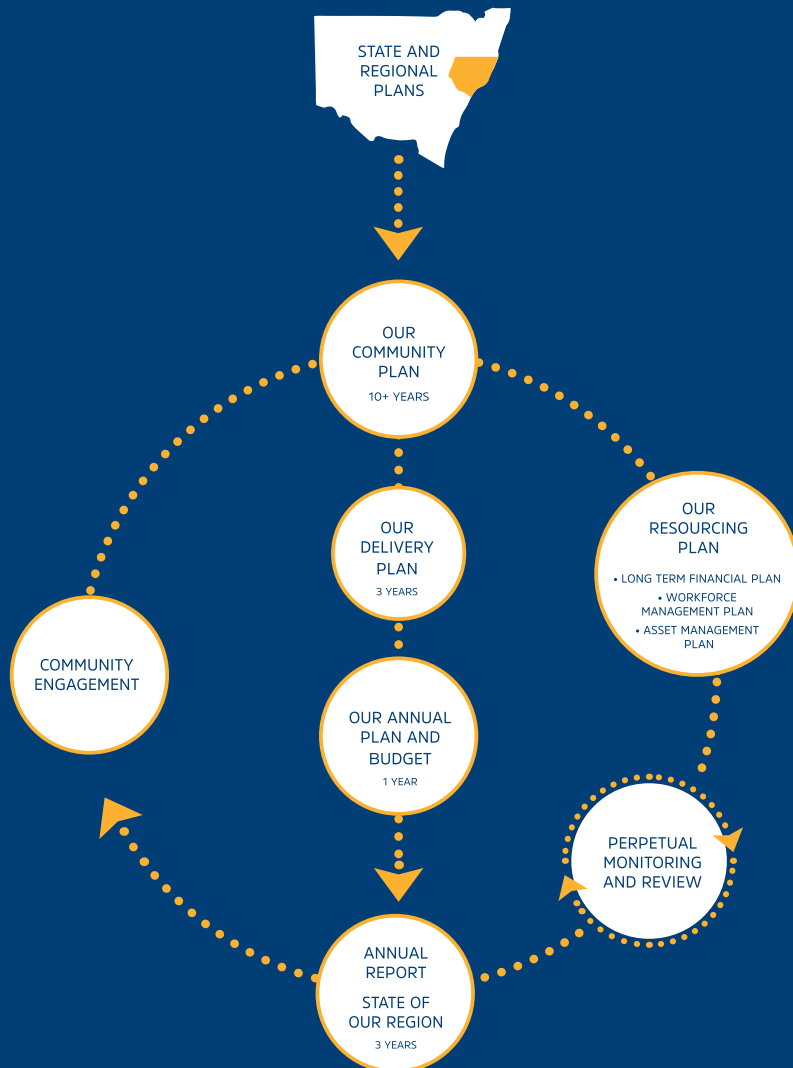 STATE AND
REGIONAL
PLANS
OUR
COMMUNITY
PLAN
10+ YEARS
OUR
RESOURCING
PLAN
• LONG TERM FINANCIAL PLAN
• WORKFORCE
MANAGEMENT PLAN
• ASSET MANAGEMENT
PLAN
OUR
DELIVERY
PLAN
3 YEARS
COMMUNITY
ENGAGEMENT
OUR ANNUAL
PLAN AND
BUDGET
1 YEAR
PERPETUAL
MONITORING
AND REVIEW
ANNUAL
REPORT
STATE OF
OUR REGION
3 YEARS